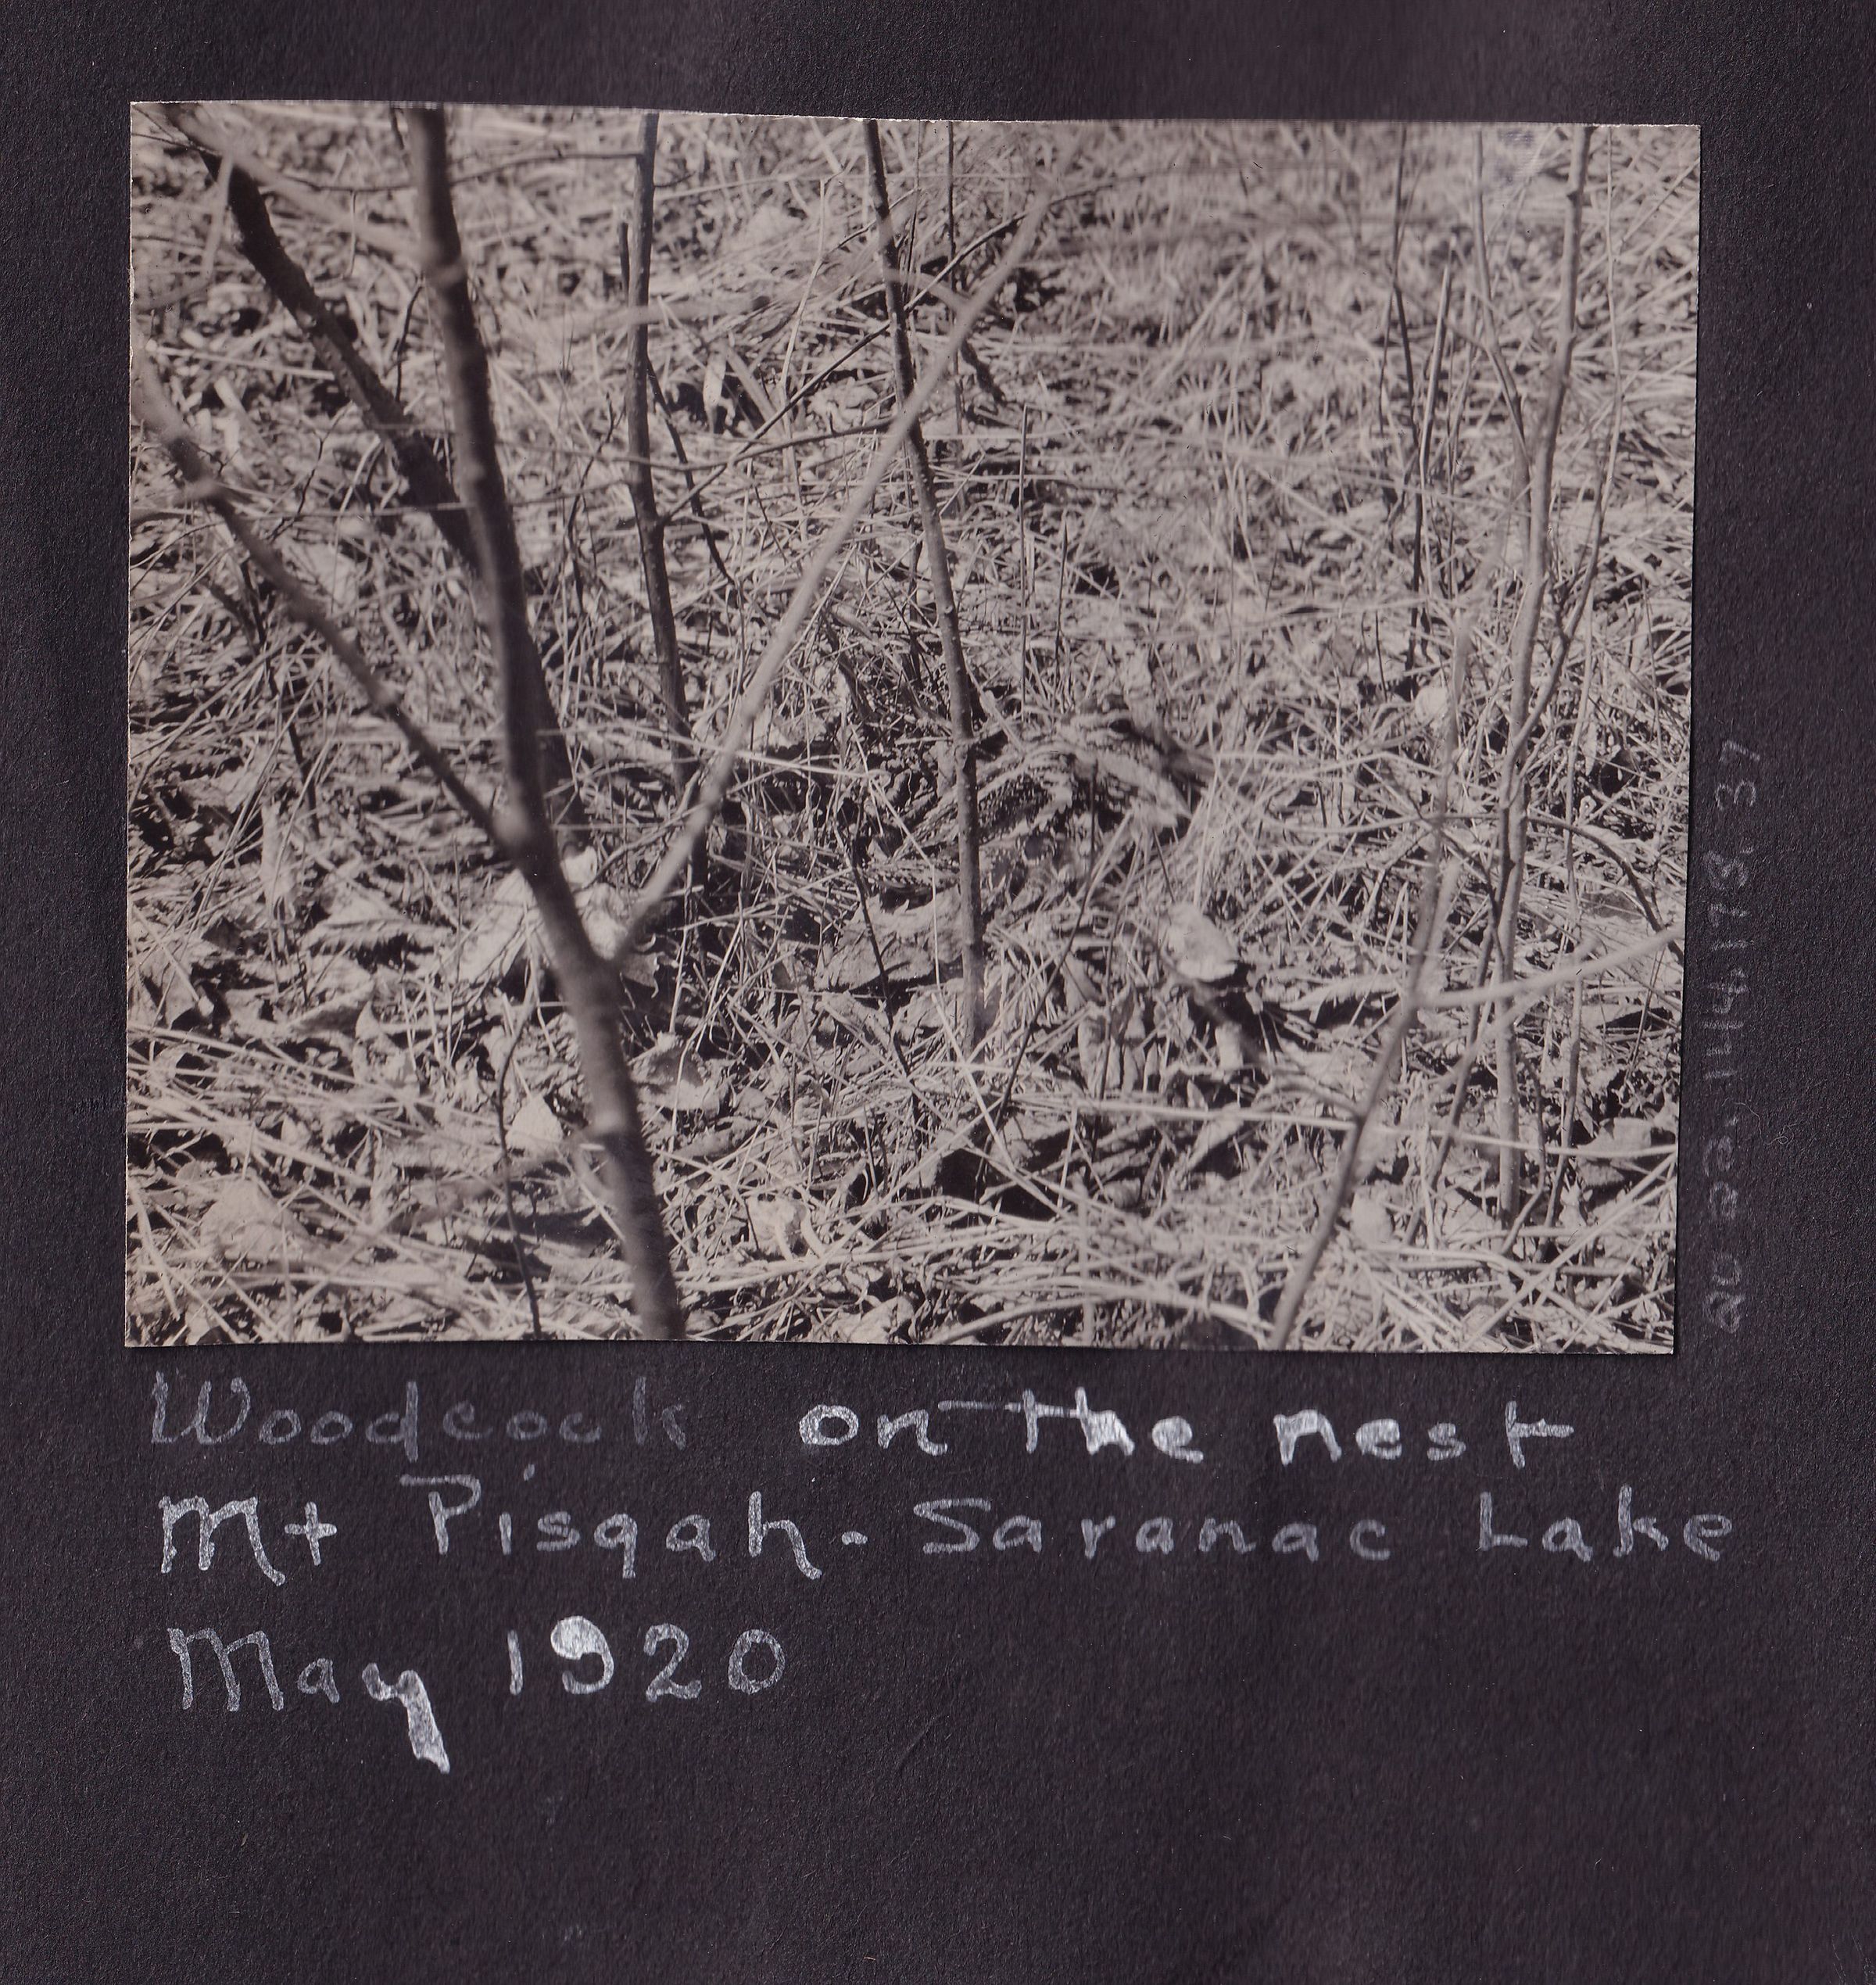 Woodcock on the nest
Mt Pisgah - Saranac Lake
May 1920